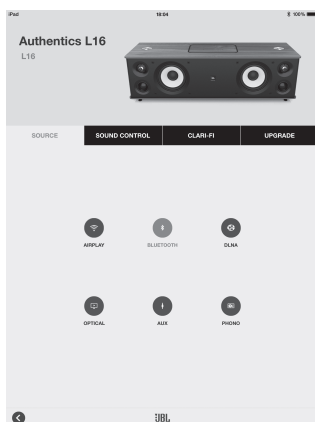 iPad 18:04 100%
Authentics L16
L16
SOURCE SOUND CONTROL CLARI-FI UPGRADE
AIRPLAY BLUETOOTH DLNA
OPTICAL AUX PHONO
JBL